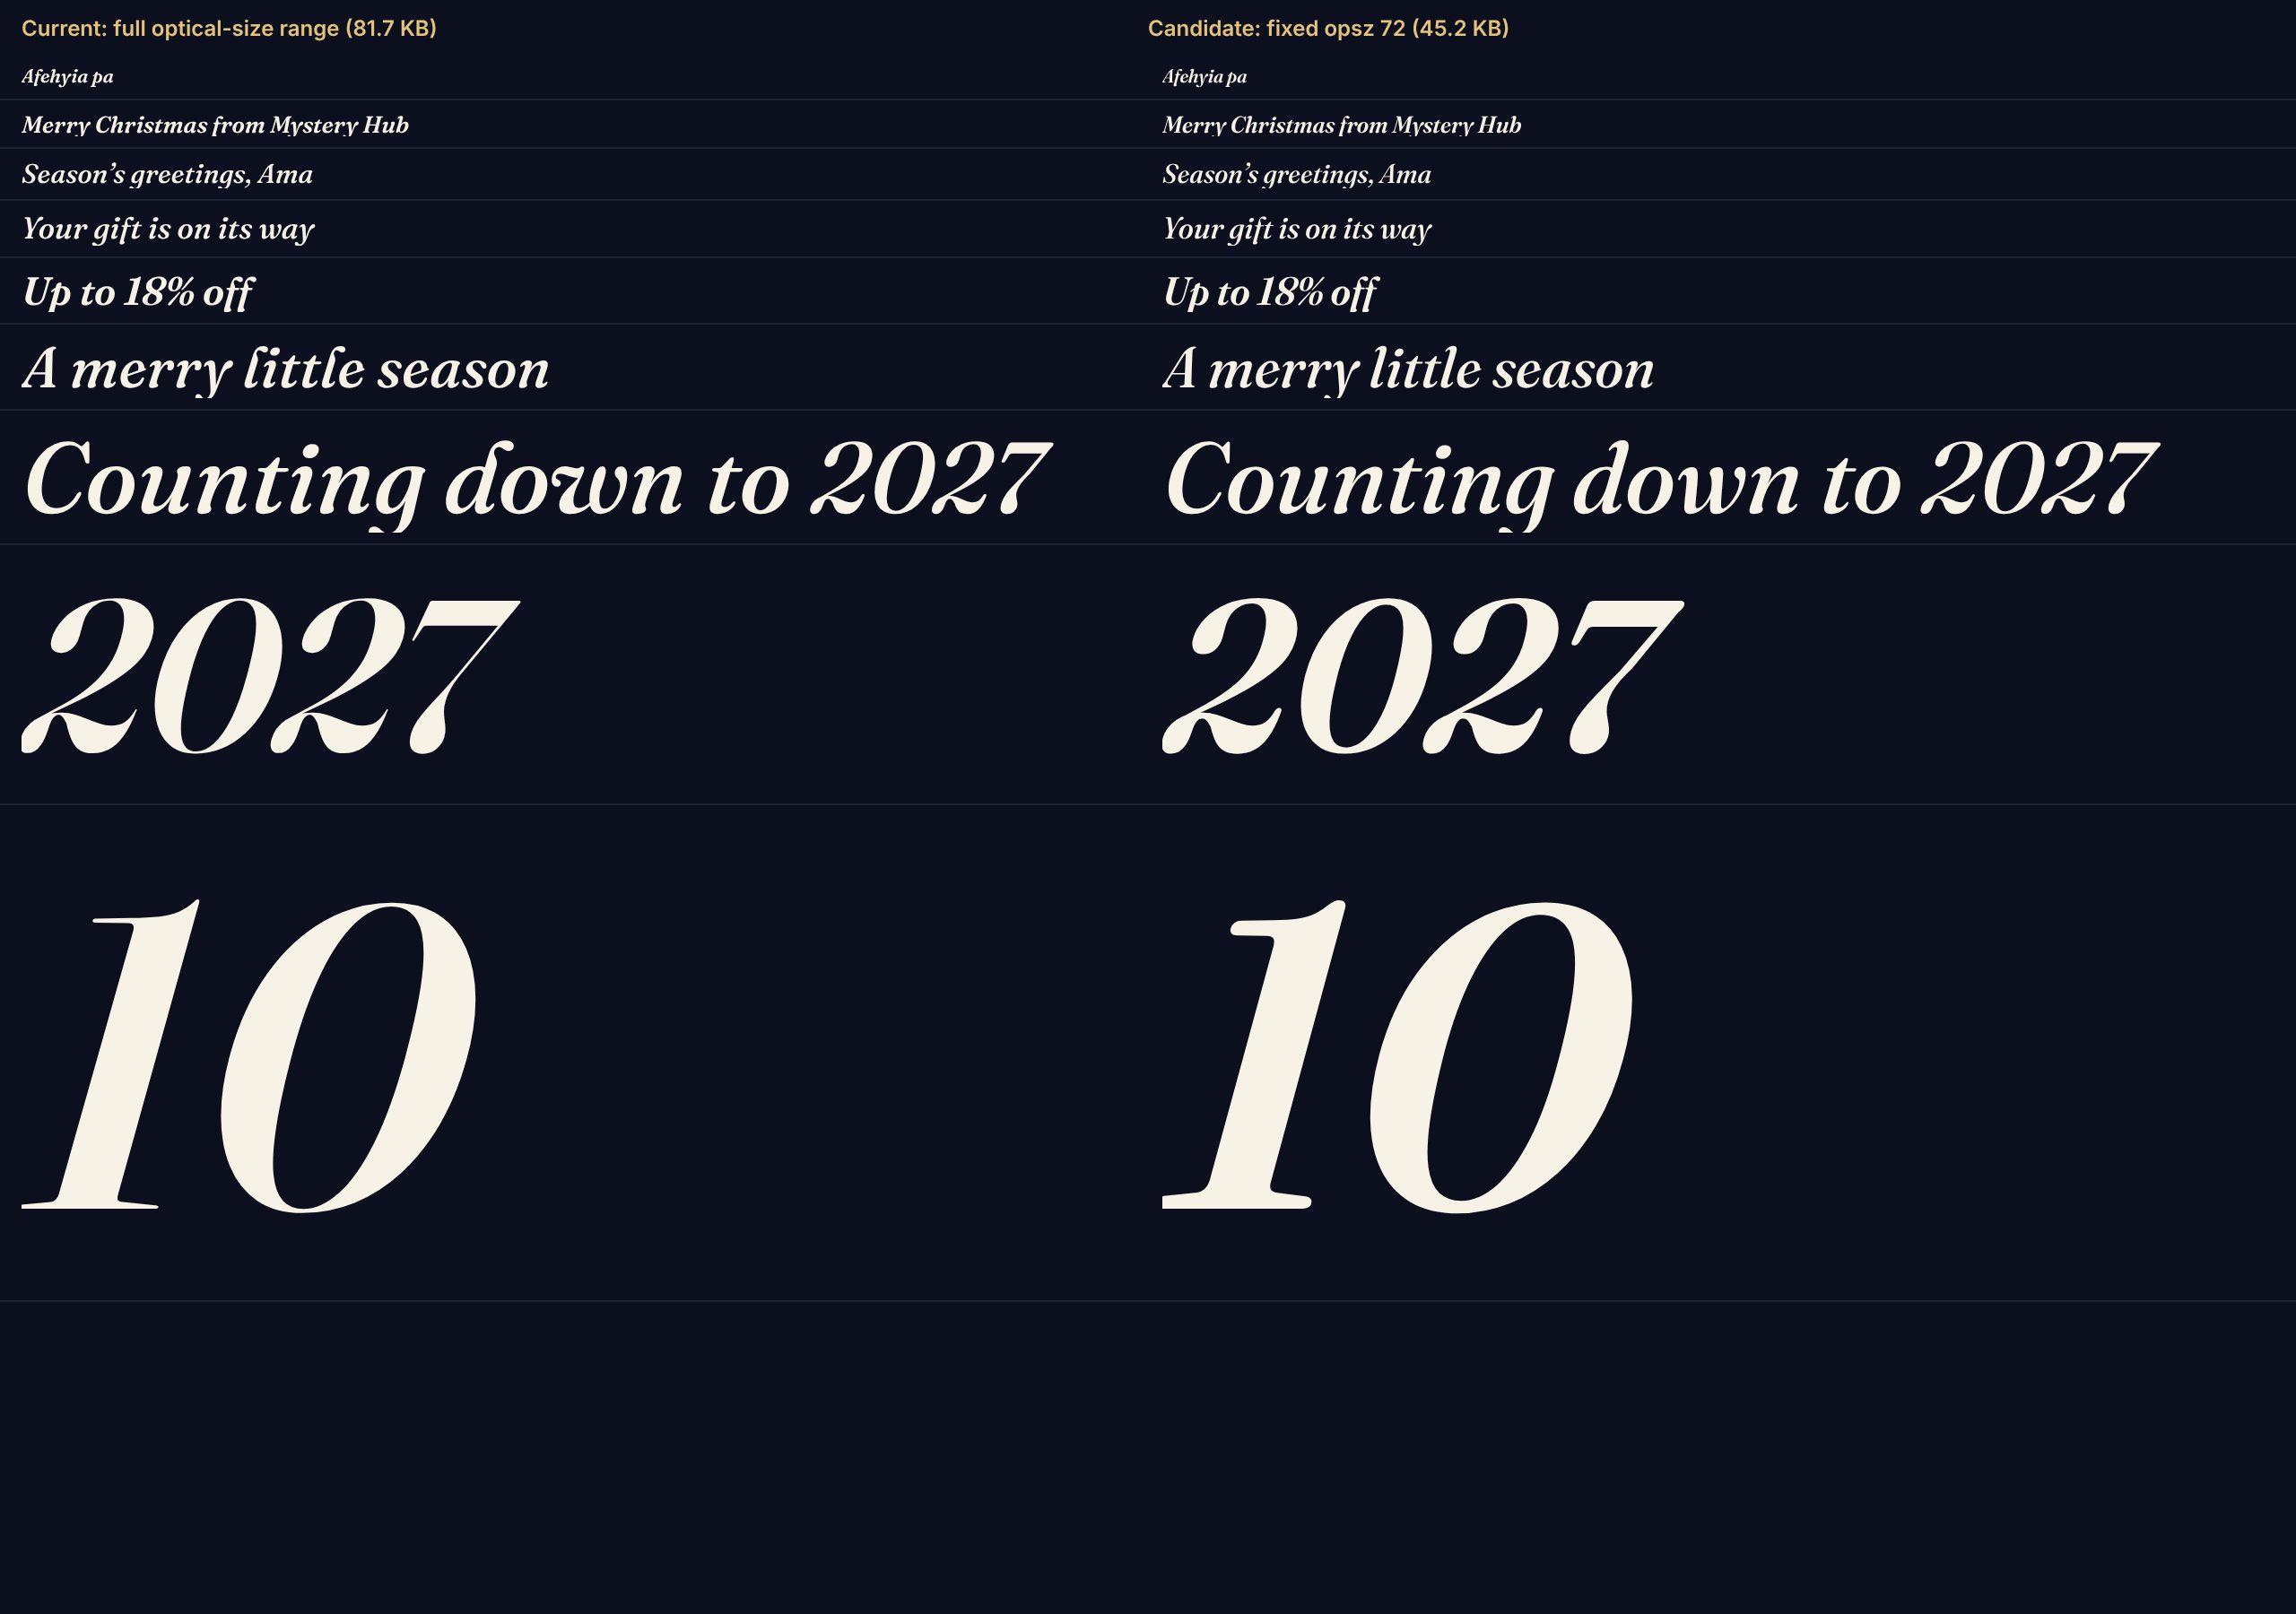 Current: full optical-size range (81.7 KB)
Candidate: fixed opsz 72 (45.2 KB)
Afehyia pa
Afehyia pa
Merry Christmas from Mystery Hub
Merry Christmas from Mystery Hub
Season’s greetings, Ama
Season’s greetings, Ama
Your gift is on its way
Your gift is on its way
Up to 18% off
Up to 18% off
A merry little season
A merry little season
Counting down to 2027
Counting down to 2027
2027
2027
10
10